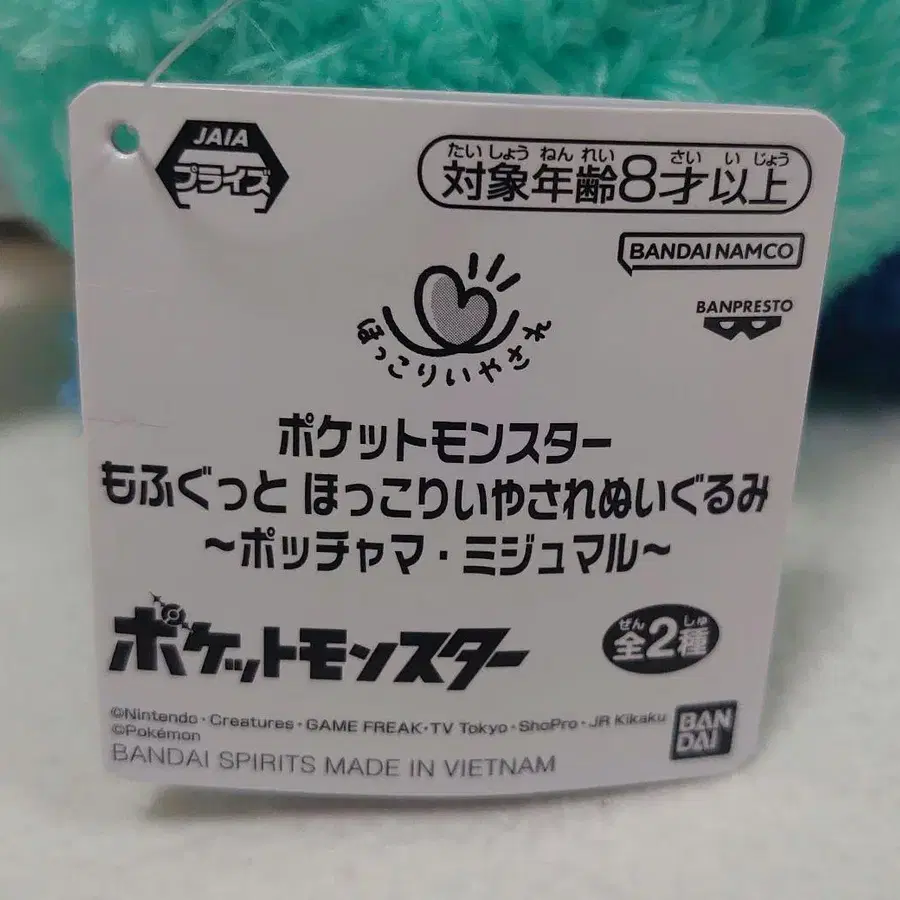 JAIA
プライズ
たいしょうねんれい さいいじょう
対象年齢8才以上
BANDAI NAMCO
BANPRESTO
ほっこりいやされ
ポケットモンスター
もふぐっと ほっこりいやされぬいぐるみ
～ポッチャマ・ミジュマル～
ポケットモンスター
ぜん しゅ
全2種
©Nintendo・Creatures・GAME FREAK・TV Tokyo・ShoPro・JR Kikaku
©Pokémon
BANDAI SPIRITS MADE IN VIETNAM
BAN
DAI